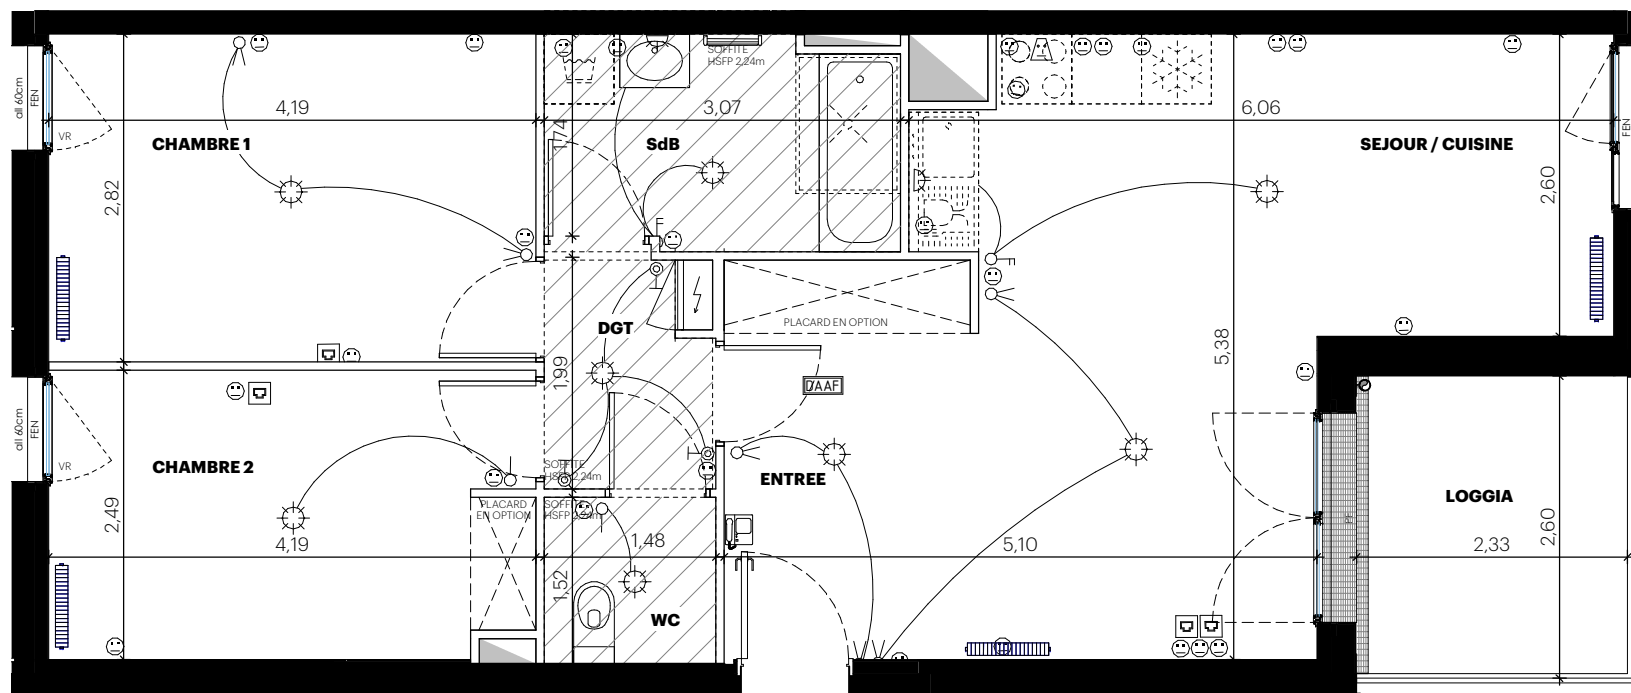 SOFFITE
HSFP 2,24m
all 60cm
FEN
VR
4,19
3,07
6,06
FEN
CHAMBRE 1
1,74
SdB
SEJOUR / CUISINE
2,82
2,60
DGT
PLACARD EN OPTION
1,99
5,38
DAAF
all 60cm
FEN
VR
CHAMBRE 2
SOFFITE
HSFP 2,24m
ENTREE
LOGGIA
PLACARD
EN OPTION
SOFFITE
HSFP 2,24m
2,49
PF
2,60
4,19
1,48
5,10
2,33
1,52
WC